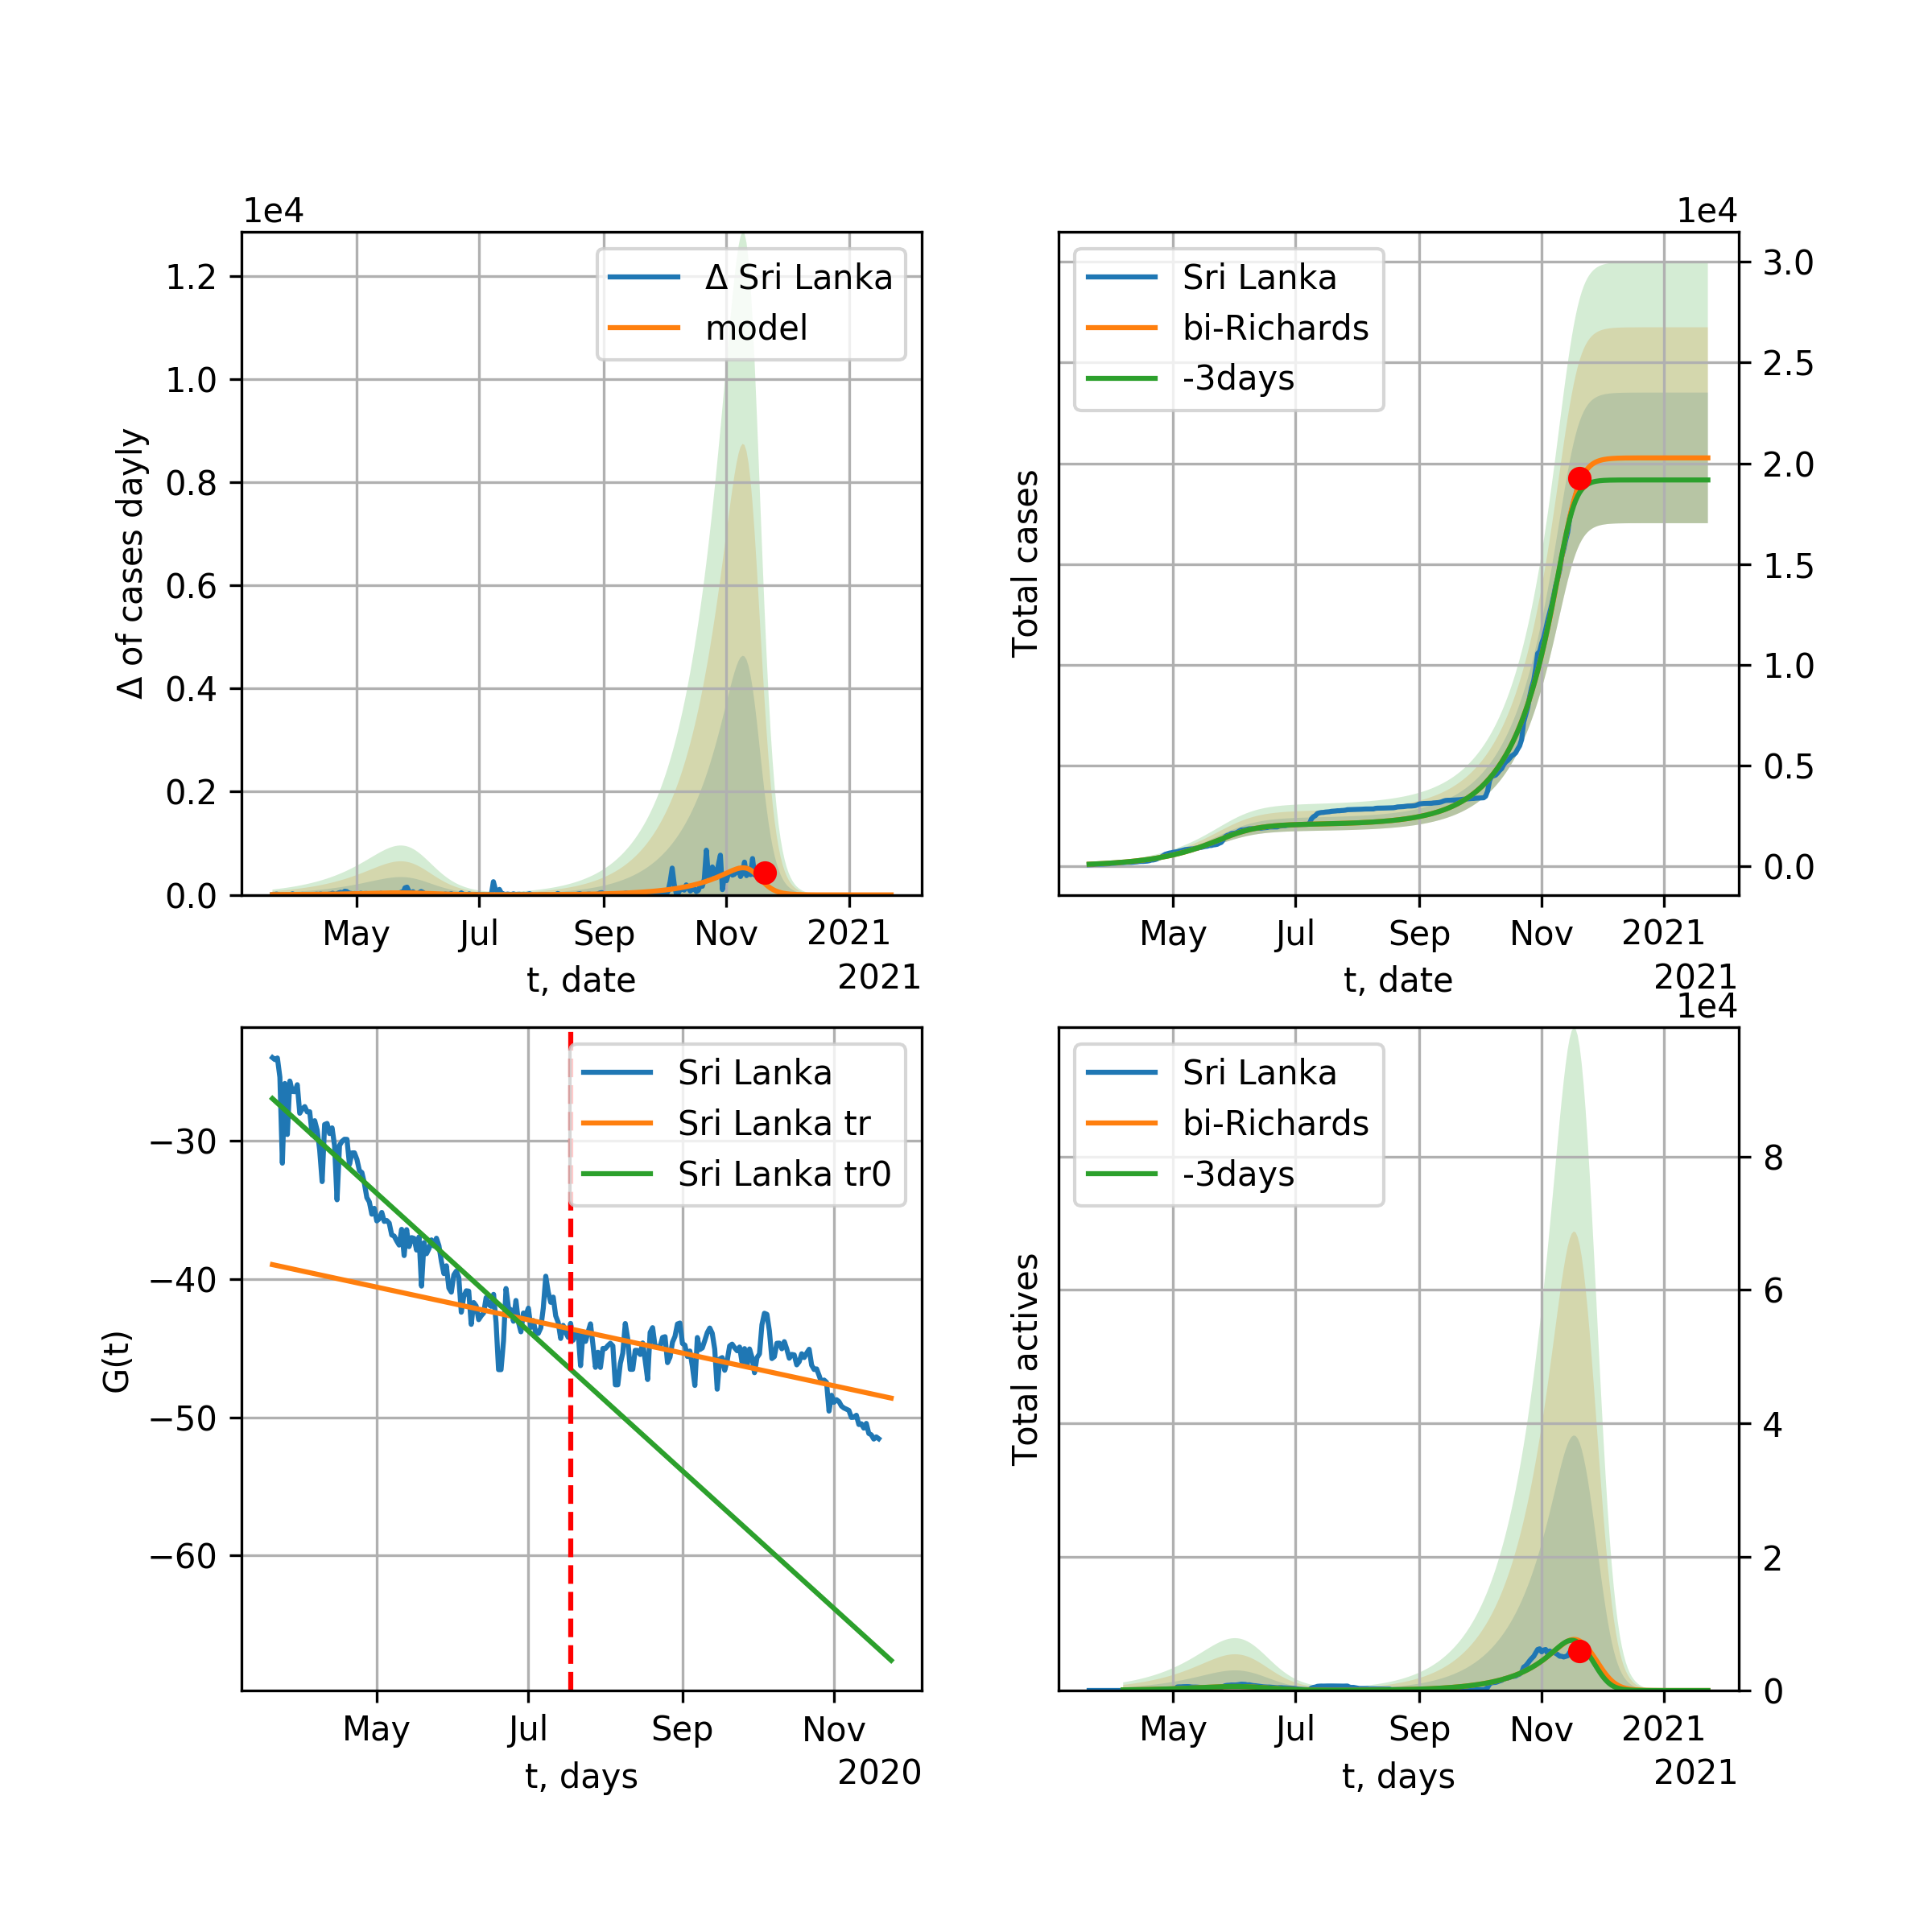 1e4
1.2
1.0
0.8
0.6
0.4
0.2
0.0
Δ of cases dayly
Δ Sri Lanka
model
May Jul Sep Nov 2021
t, date
2021
1e4
3.0
2.5
2.0
1.5
1.0
0.5
0.0
Total cases
Sri Lanka
bi-Richards
-3days
May Jul Sep Nov 2021
t, date
2021
−30
−40
−50
−60
G(t)
Sri Lanka
Sri Lanka tr
Sri Lanka tr0
May Jul Sep Nov
t, days
2020
1e4
8
6
4
2
0
Total actives
Sri Lanka
bi-Richards
-3days
May Jul Sep Nov 2021
t, days
2021